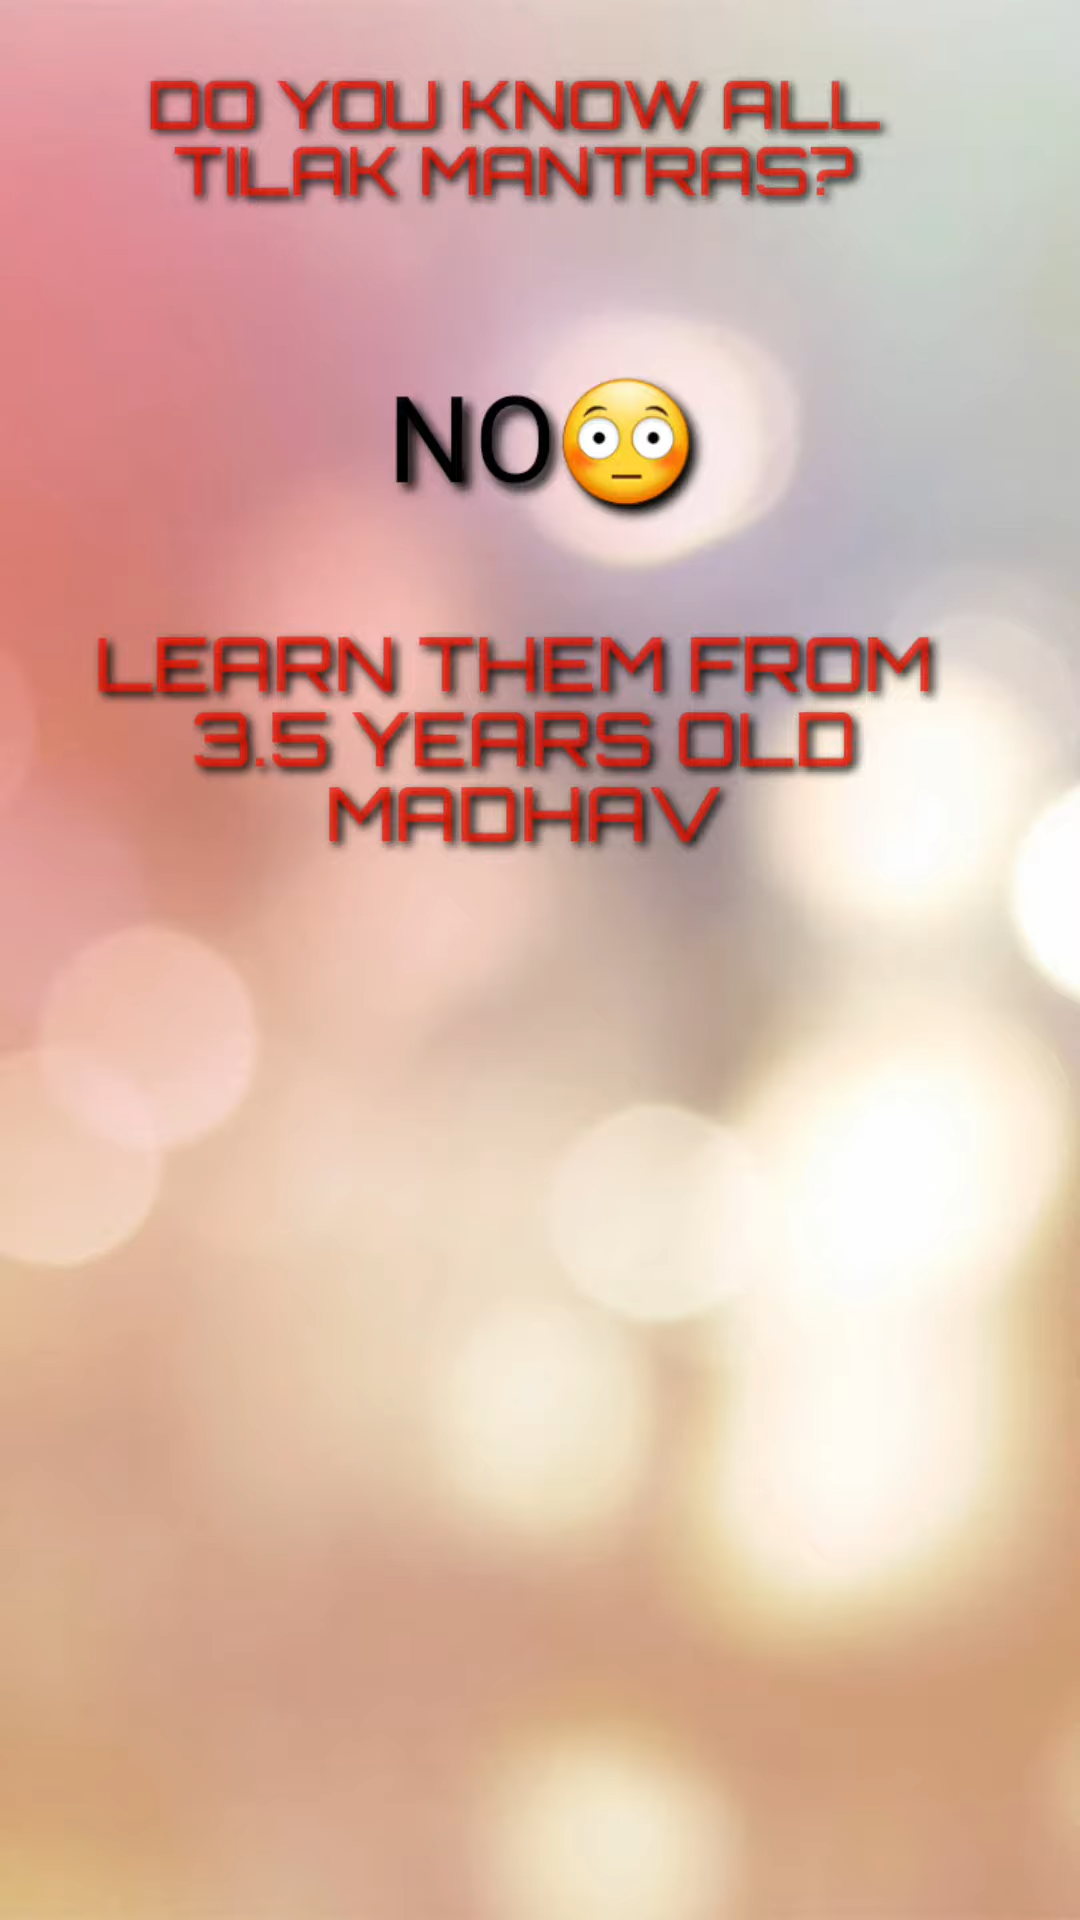 DO YOU KNOW ALL
TILAK MANTRAS?
NO😳
LEARN THEM FROM
3.5 YEARS OLD
MADHAV